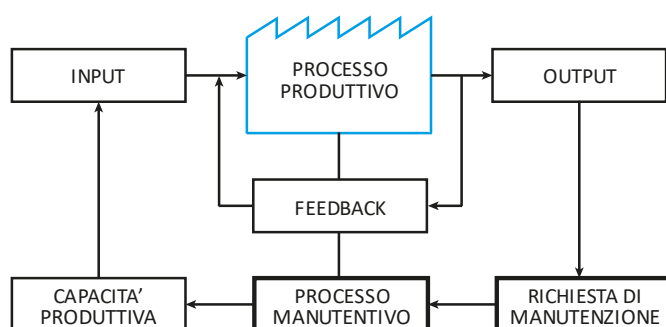 INPUT
PROCESSO
PRODUTTIVO
OUTPUT
FEEDBACK
CAPACITA’
PRODUTTIVA
PROCESSO
MANUTENTIVO
RICHIESTA DI
MANUTENZIONE